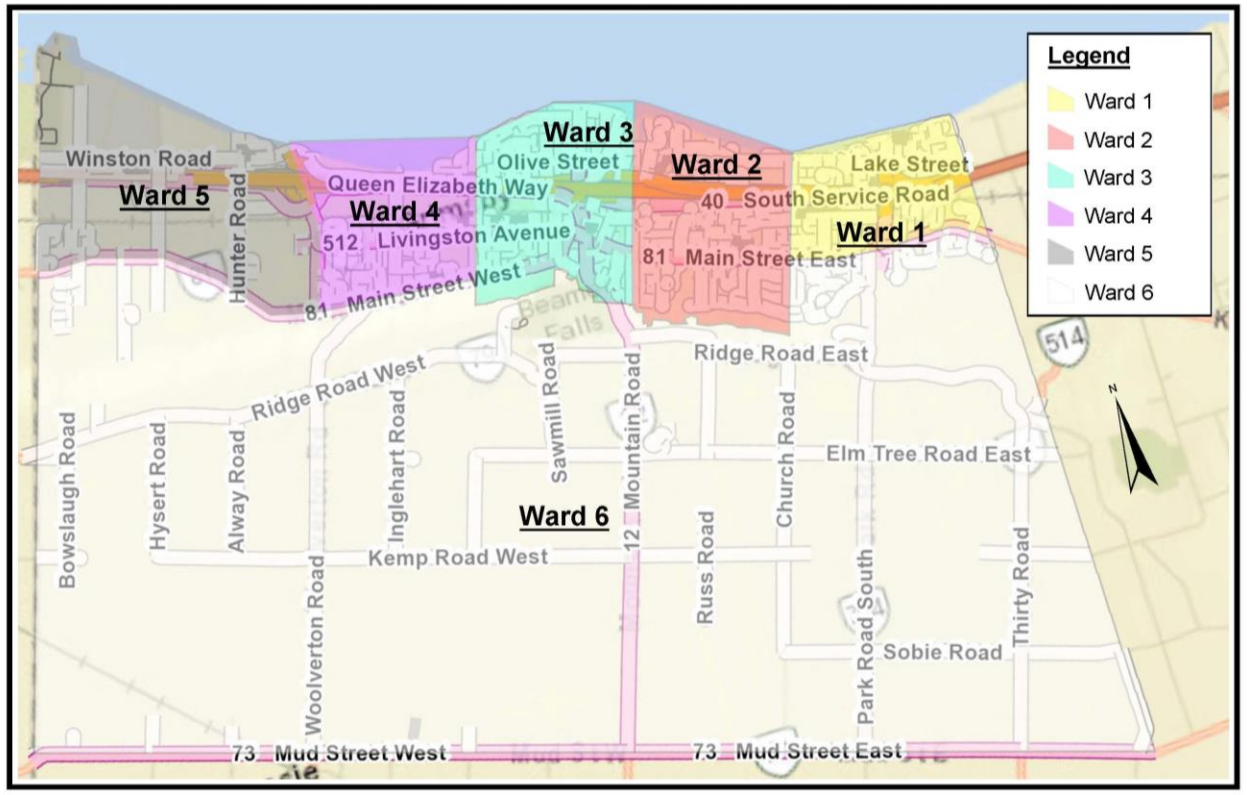 Legend
Ward 1
Ward 2
Ward 3
Ward 4
Ward 5
Ward 6
Ward 3
Winston Road
Olive Street
Ward 2
Lake Street
Ward 5
Queen Elizabeth Way
Ward 4
40 South Service Road
Hunter Road
512 Livingston Avenue
Ward 1
81 Main Street East
81 Main Street West
Falls
514
N
Ridge Road East
Ridge Road West
Bowslaugh Road
Hysert Road
Alway Road
Inglehart Road
Sawmill Road
12 Mountain Road
Church Road
Elm Tree Road East
Ward 6
Kemp Road West
Russ Road
Woolverton Road
Park Road South
Thirty Road
Sobie Road
73 Mud Street West
73 Mud Street East